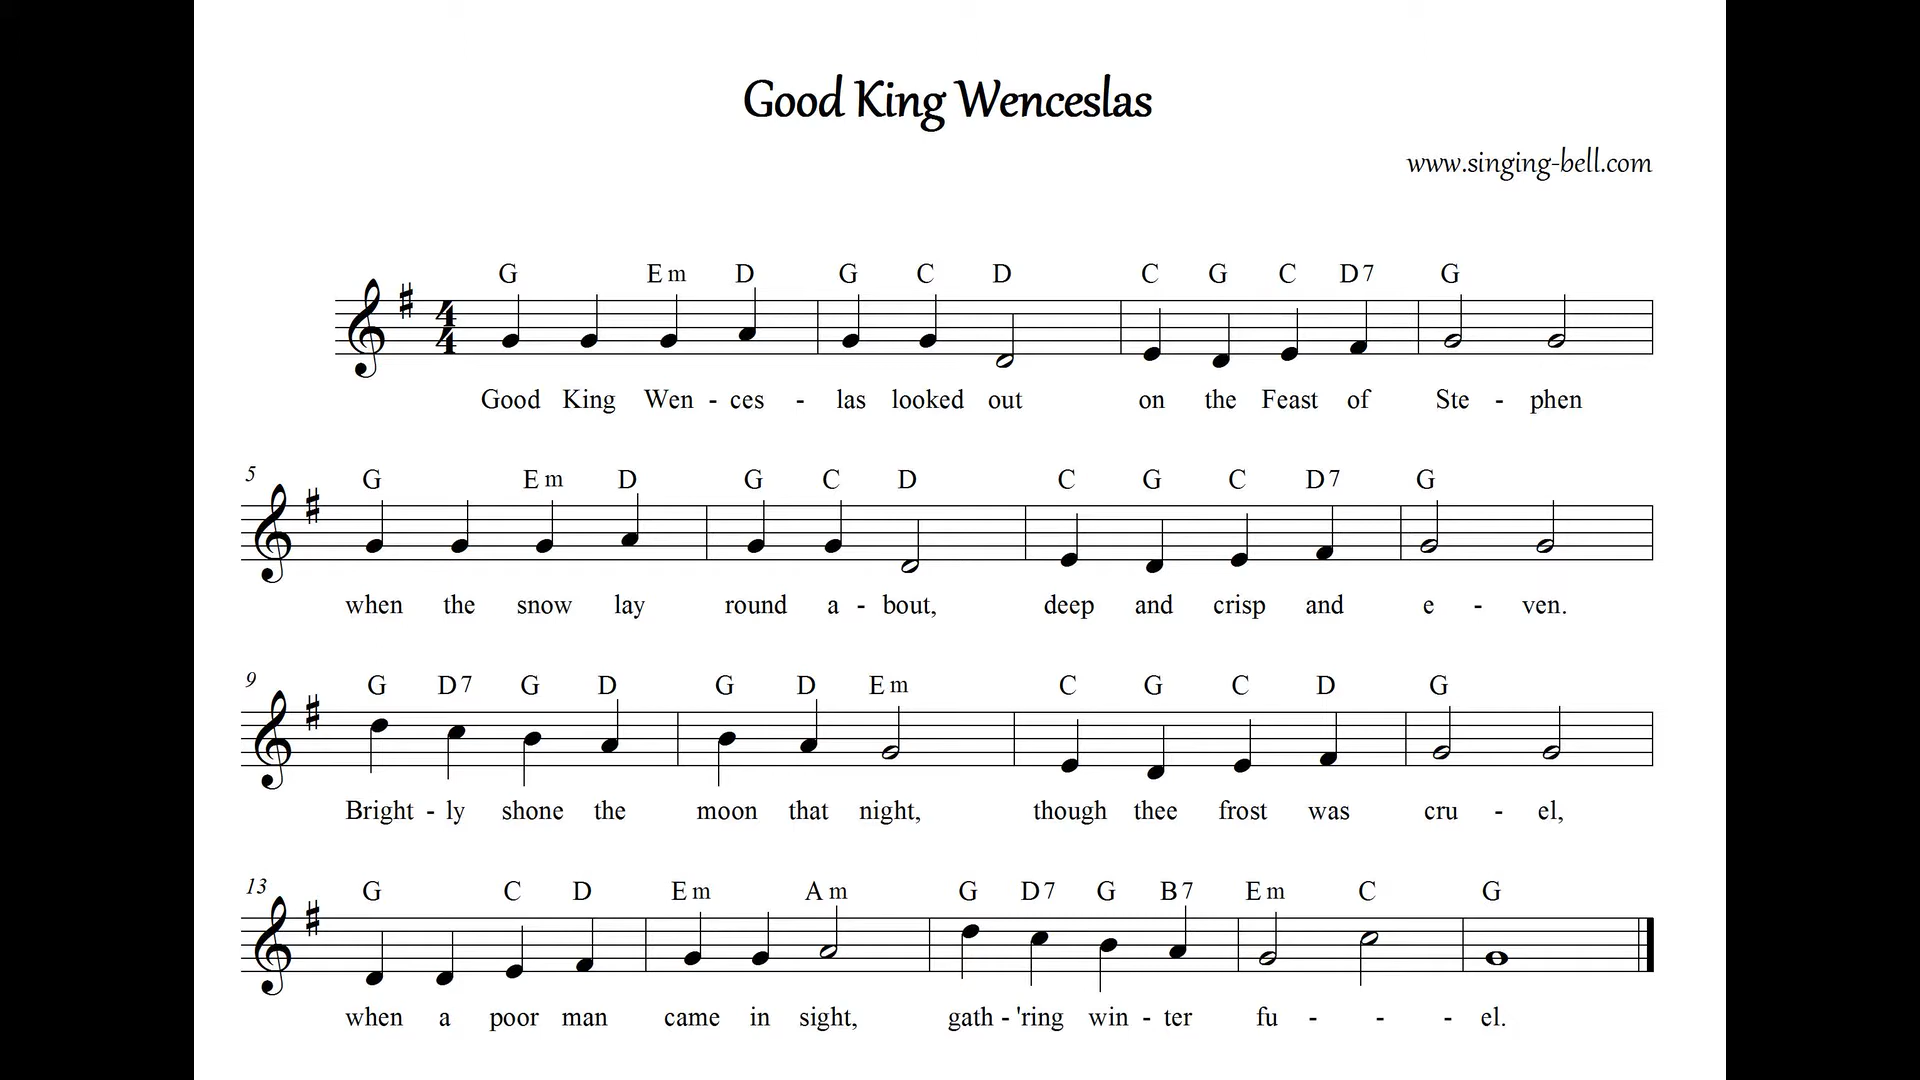 Good King Wenceslas
www.singing-bell.com
G Em D G C D C G C D7 G
4
4
Good King Wen - ces - las looked out on the Feast of Ste - phen
5
G Em D G C D C G C D7 G
when the snow lay round a - bout, deep and crisp and e - ven.
9
G D7 G D G D Em C G C D G
Bright - ly shone the moon that night, though thee frost was cru - el,
13
G C D Em Am G D7 G B7 Em C G
when a poor man came in sight, gath - 'ring win - ter fu - - - el.